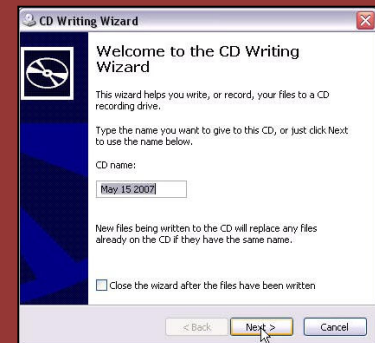 CD Writing Wizard
Welcome to the CD Writing
Wizard
This wizard helps you write, or record, your files to a CD
recording drive.
Type the name you want to give to this CD, or just click Next
to use the name below.
CD name:
May 15 2007
New files being written to the CD will replace any files
already on the CD if they have the same name.
Close the wizard after the files have been written
< Back
Next >
Cancel